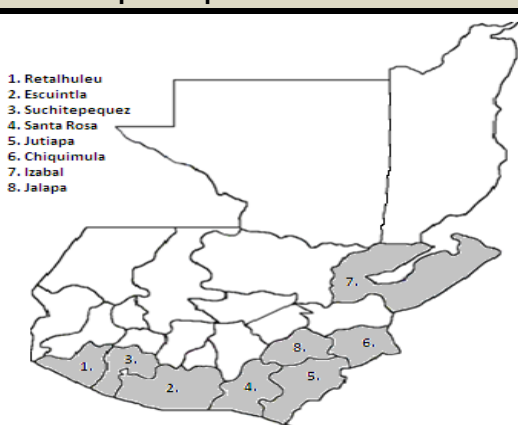 1. Retalhuleu
2. Escuintla
3. Suchitepequez
4. Santa Rosa
5. Jutiapa
6. Chiquimula
7. Izabal
8. Jalapa
7.
8.
6.
1.
3.
2.
4.
5.